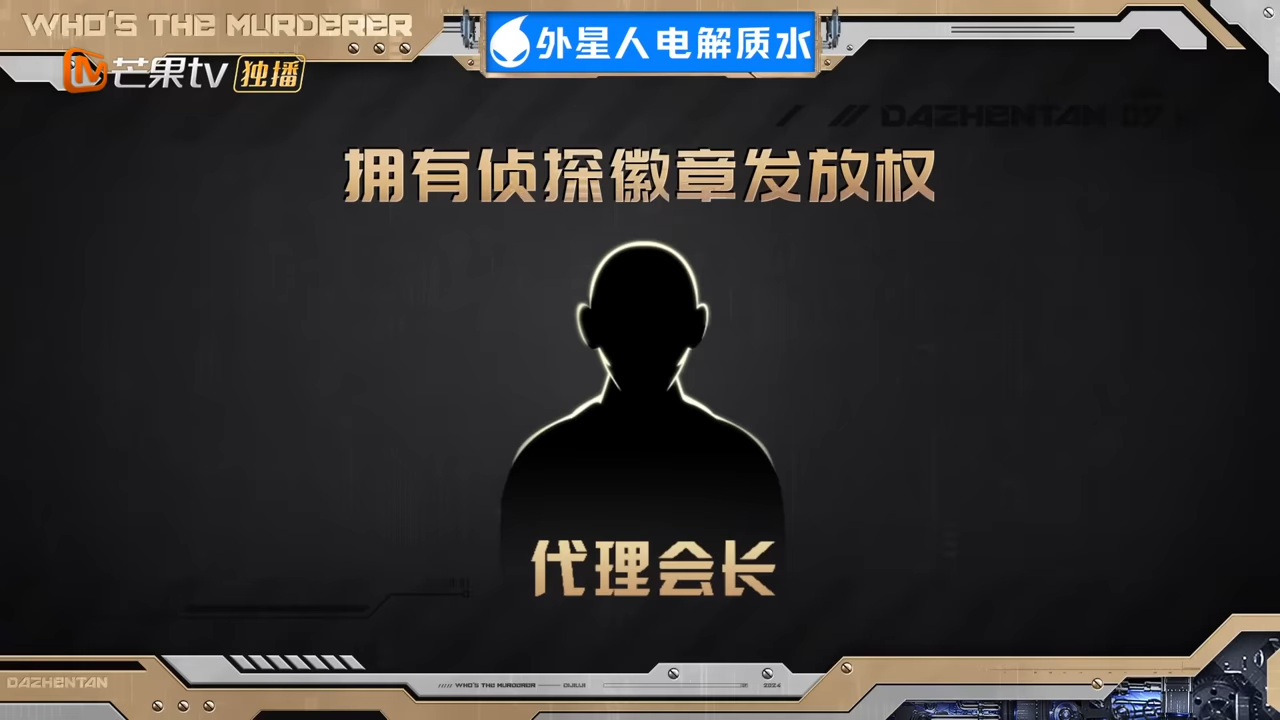 WHO'S THE MURDERER
外星人电解质水
芒果tv 独播
DAZHENTAN 07
拥有侦探徽章发放权
代理会长
DAZHENTAN
WHO'S THE MURDERER
2024